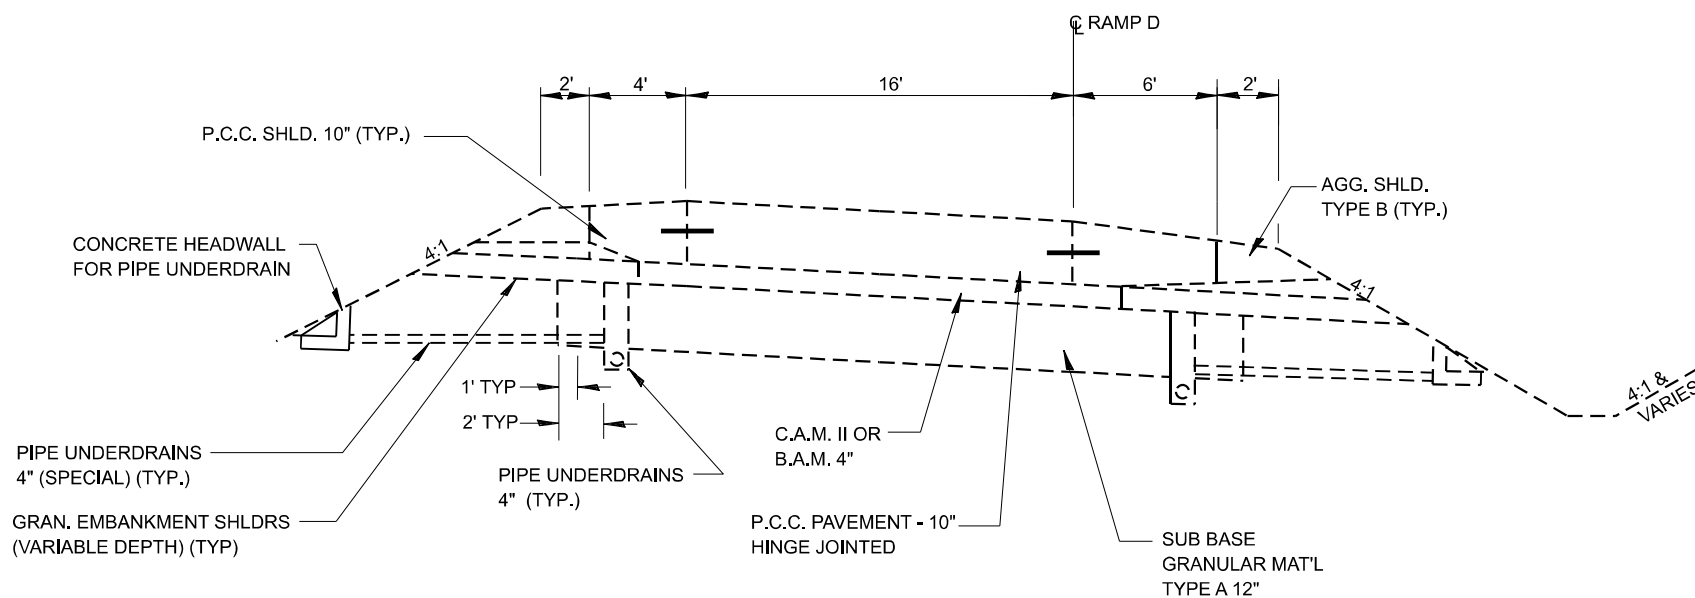 ℄ RAMP D
2'
4'
16'
6'
2'
P.C.C. SHLD. 10" (TYP.)
AGG. SHLD.
TYPE B (TYP.)
CONCRETE HEADWALL
FOR PIPE UNDERDRAIN
4:1
4:1
1' TYP
2' TYP
4:1 &
VARIES
PIPE UNDERDRAINS
4" (SPECIAL) (TYP.)
PIPE UNDERDRAINS
4" (TYP.)
C.A.M. II OR
B.A.M. 4"
GRAN. EMBANKMENT SHLDRS
(VARIABLE DEPTH) (TYP)
P.C.C. PAVEMENT - 10"
HINGE JOINTED
SUB BASE
GRANULAR MAT'L
TYPE A 12"